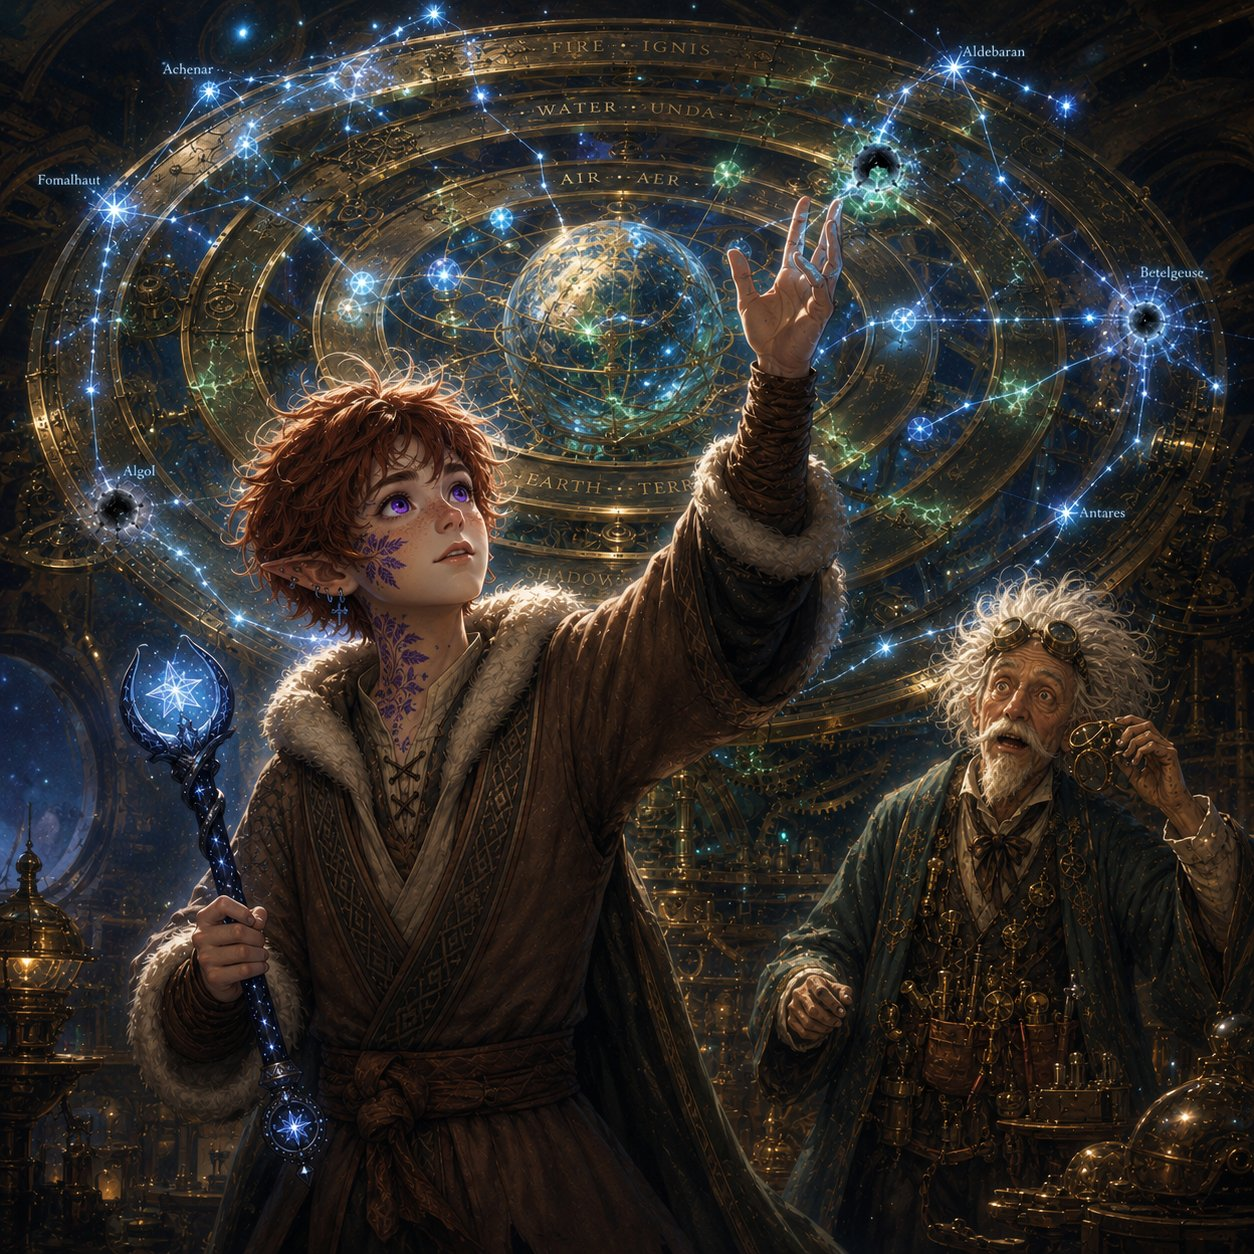 Achenar
Aldebaran
FIRE · IGNIS
WATER · UNDA
AIR · AER
Fomalhaut
Betelgeuse
Algol
EARTH · TERR
Antares
SHADOW